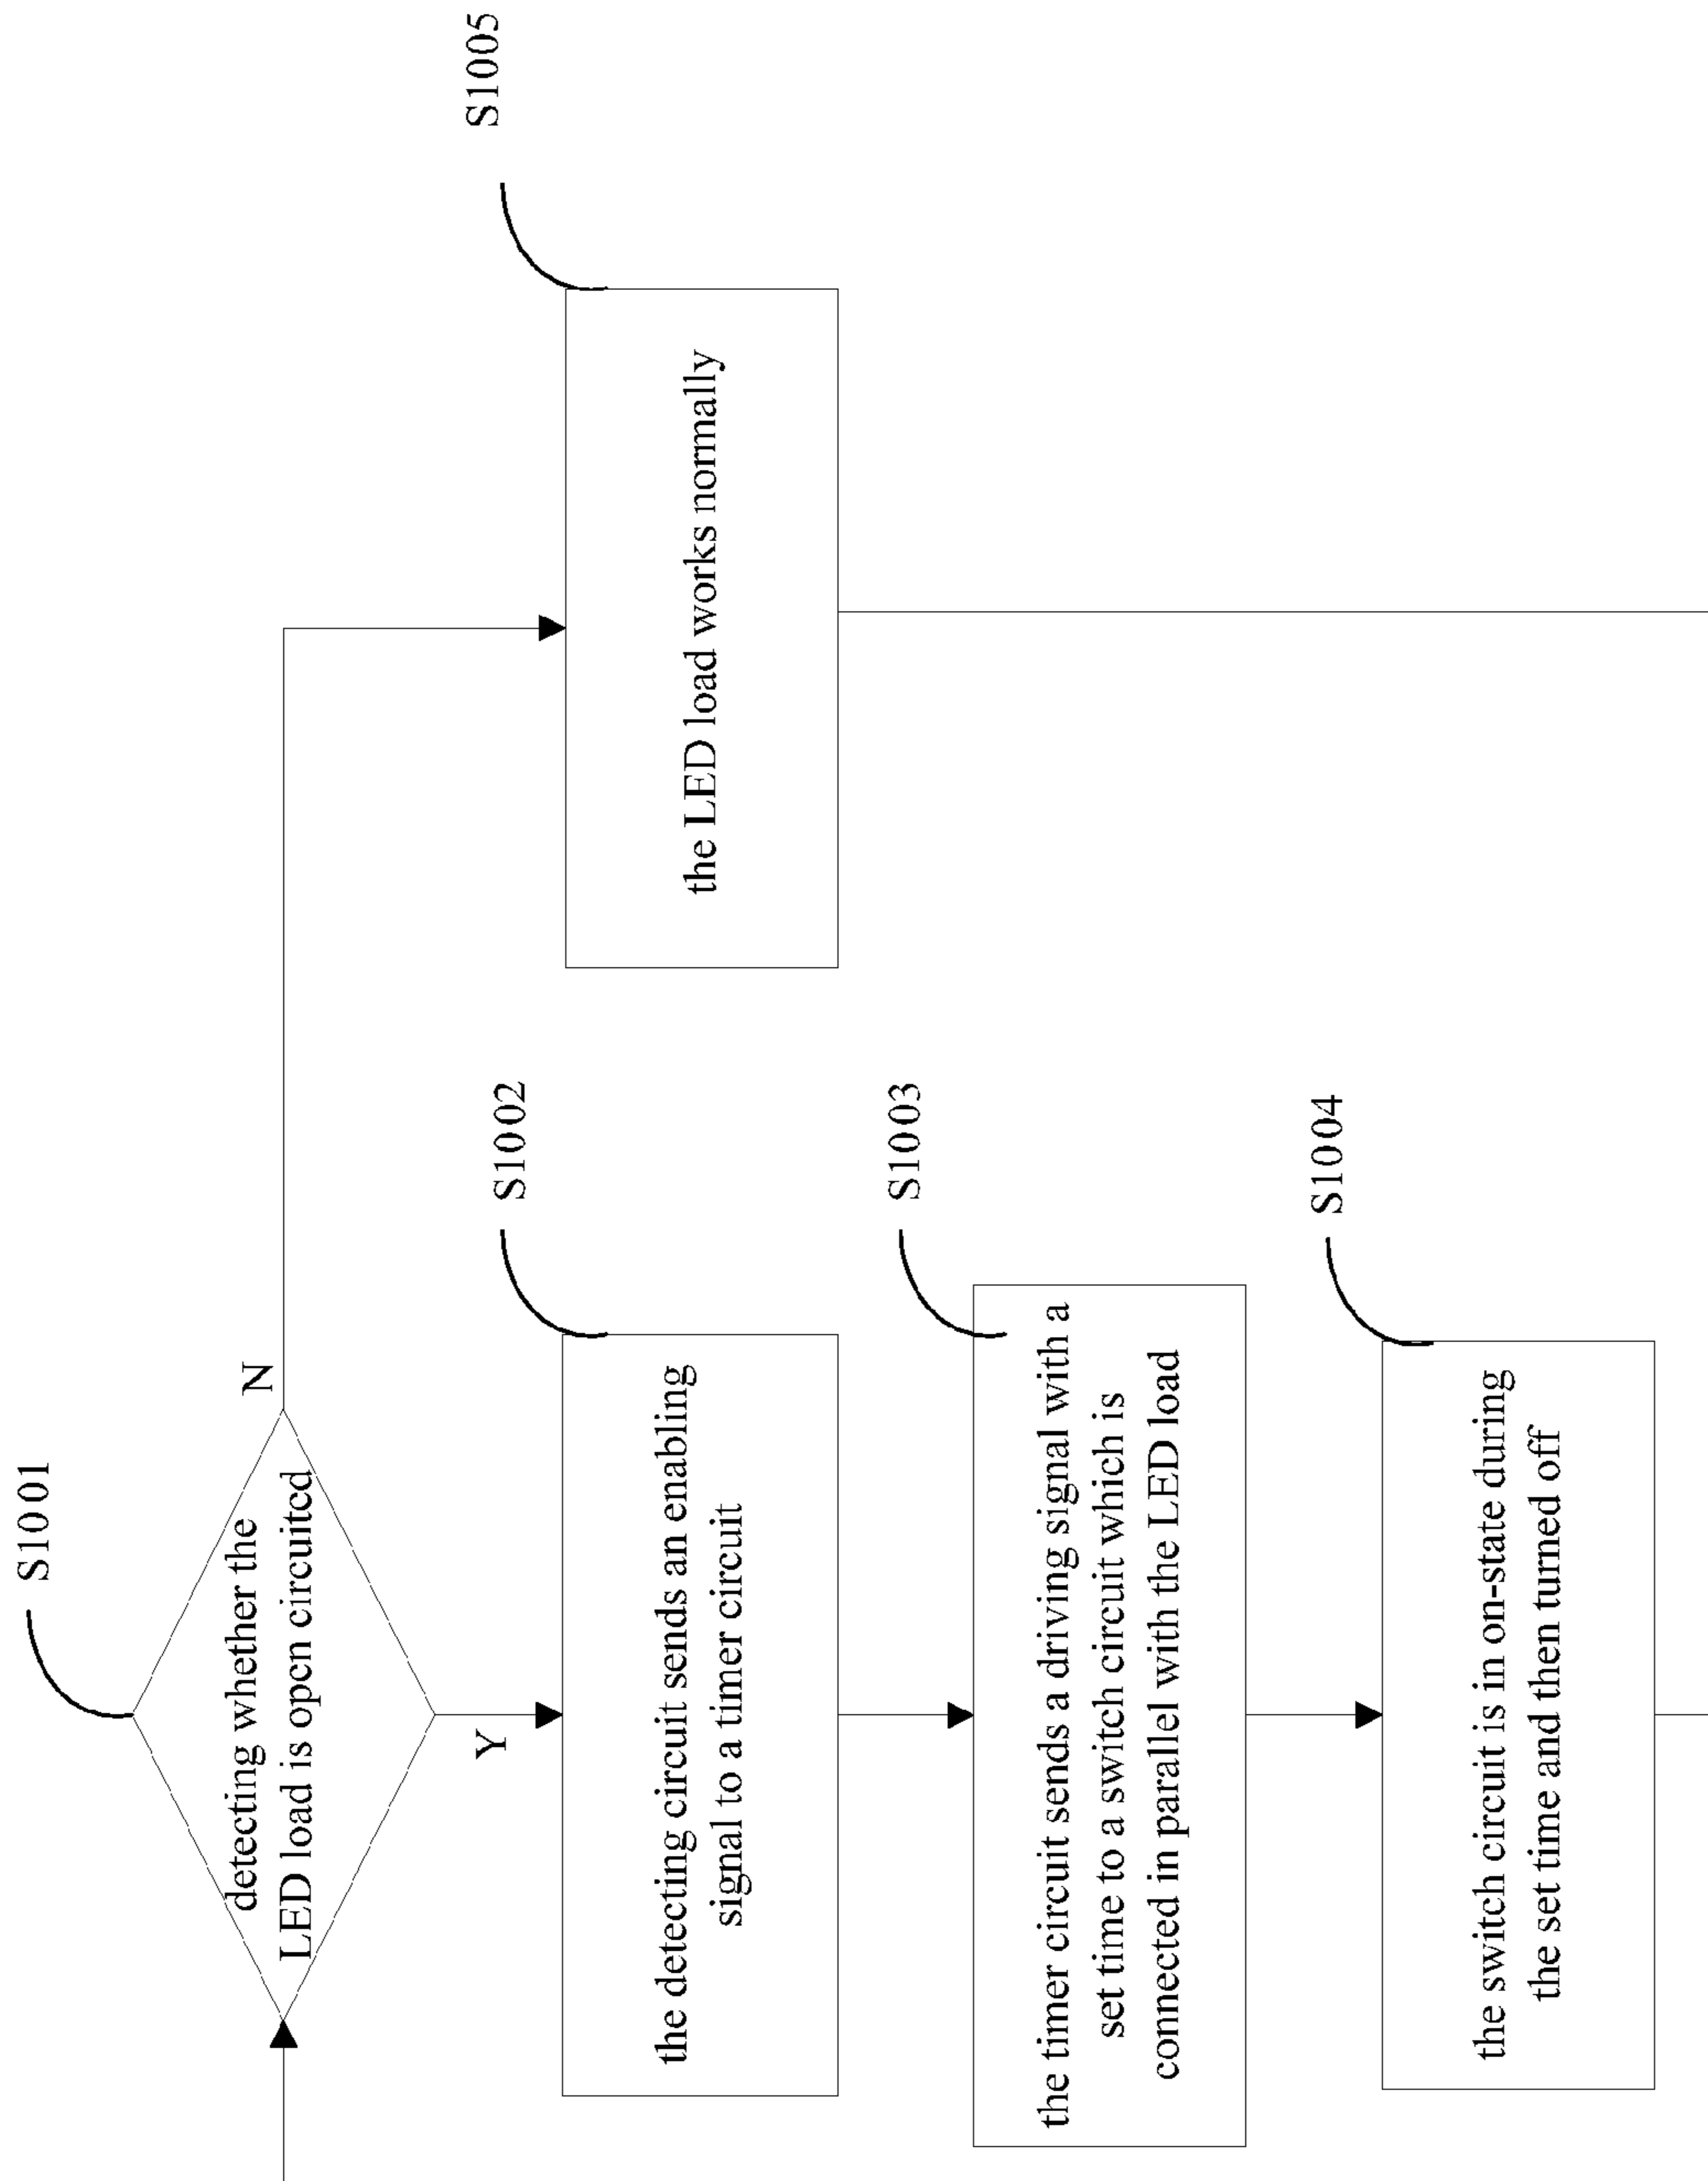 S1001
detecting whether the
LED load is open circuited
N
Y
S1002
the detecting circuit sends an enabling
signal to a timer circuit
S1003
the timer circuit sends a driving signal with a
set time to a switch circuit which is
connected in parallel with the LED load
S1004
the switch circuit is in on-state during
the set time and then turned off
S1005
the LED load works normally